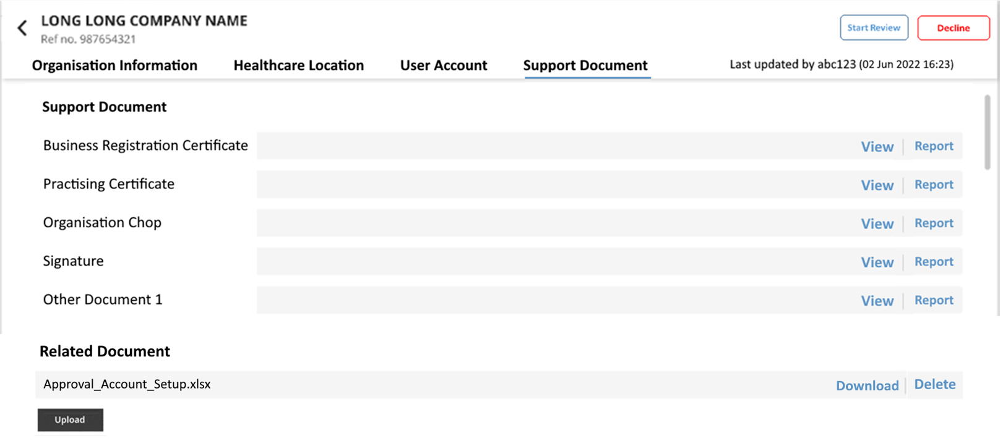 LONG LONG COMPANY NAME
Ref no. 987654321
Start Review
Decline
Organisation Information Healthcare Location User Account Support Document Last updated by abc123 (02 Jun 2022 16:23)
Support Document
Business Registration Certificate View Report
Practising Certificate View Report
Organisation Chop View Report
Signature View Report
Other Document 1 View Report
Related Document
Approval_Account_Setup.xlsx Download Delete
Upload